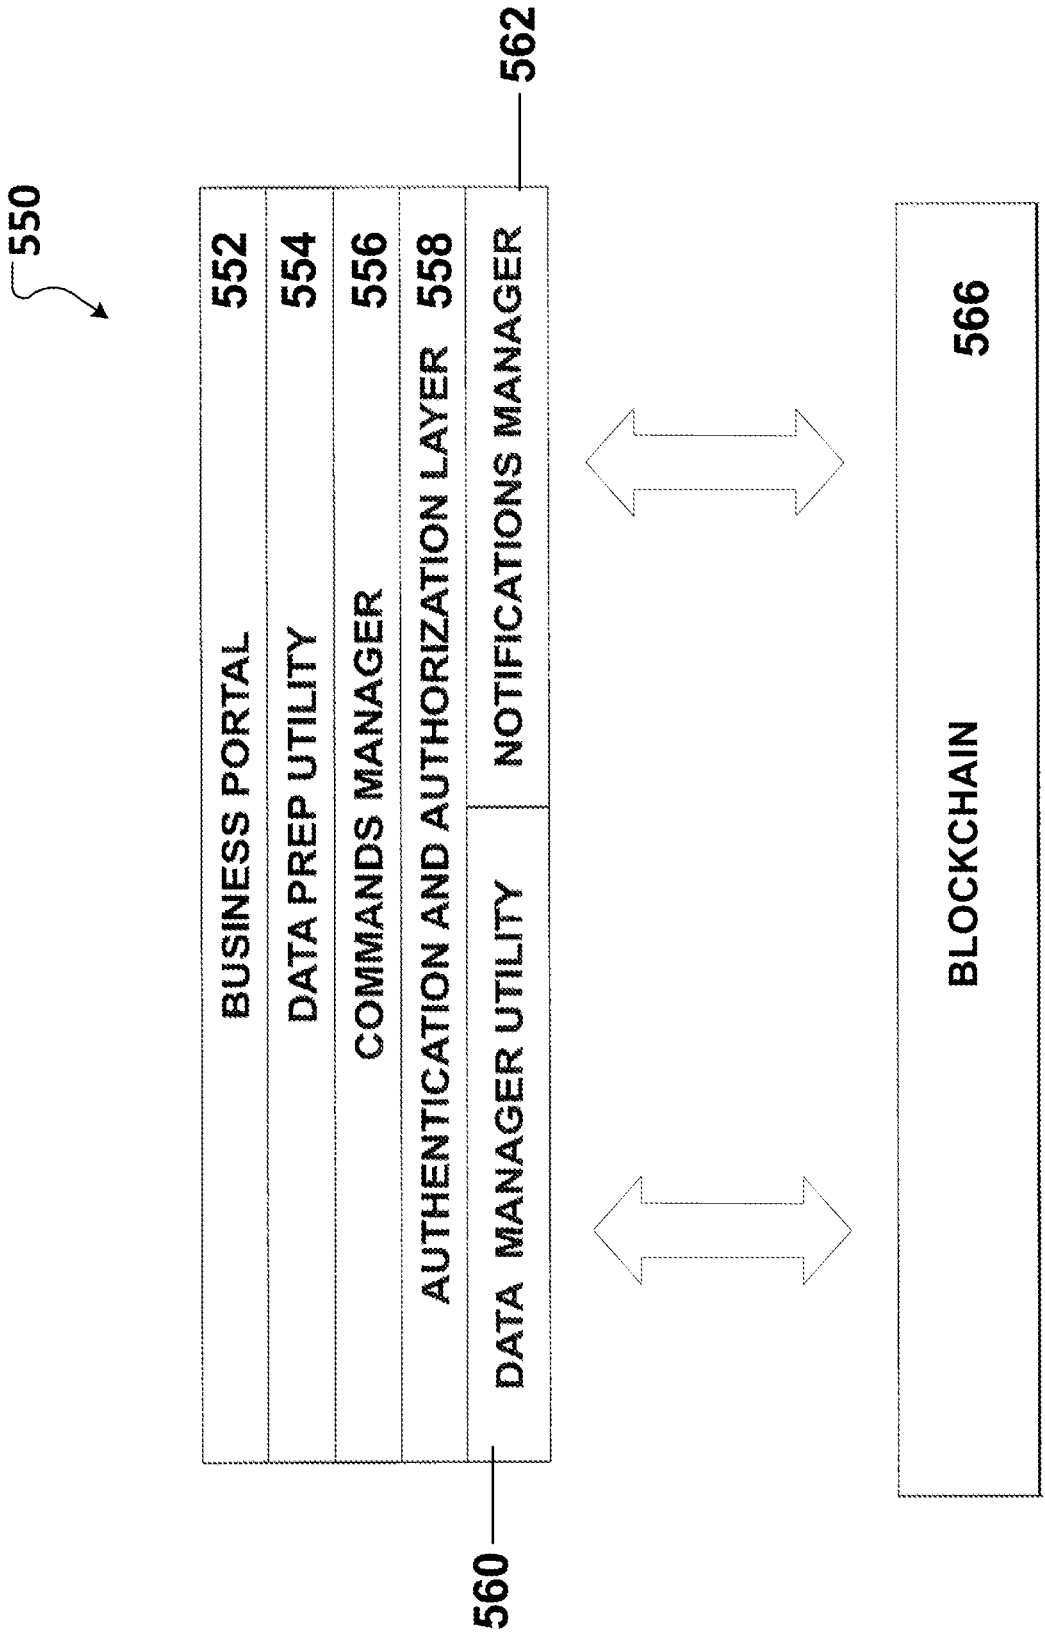 550
BUSINESS PORTAL 552
DATA PREP UTILITY 554
COMMANDS MANAGER 556
AUTHENTICATION AND AUTHORIZATION LAYER 558
DATA MANAGER UTILITY
NOTIFICATIONS MANAGER
560
562
BLOCKCHAIN 566